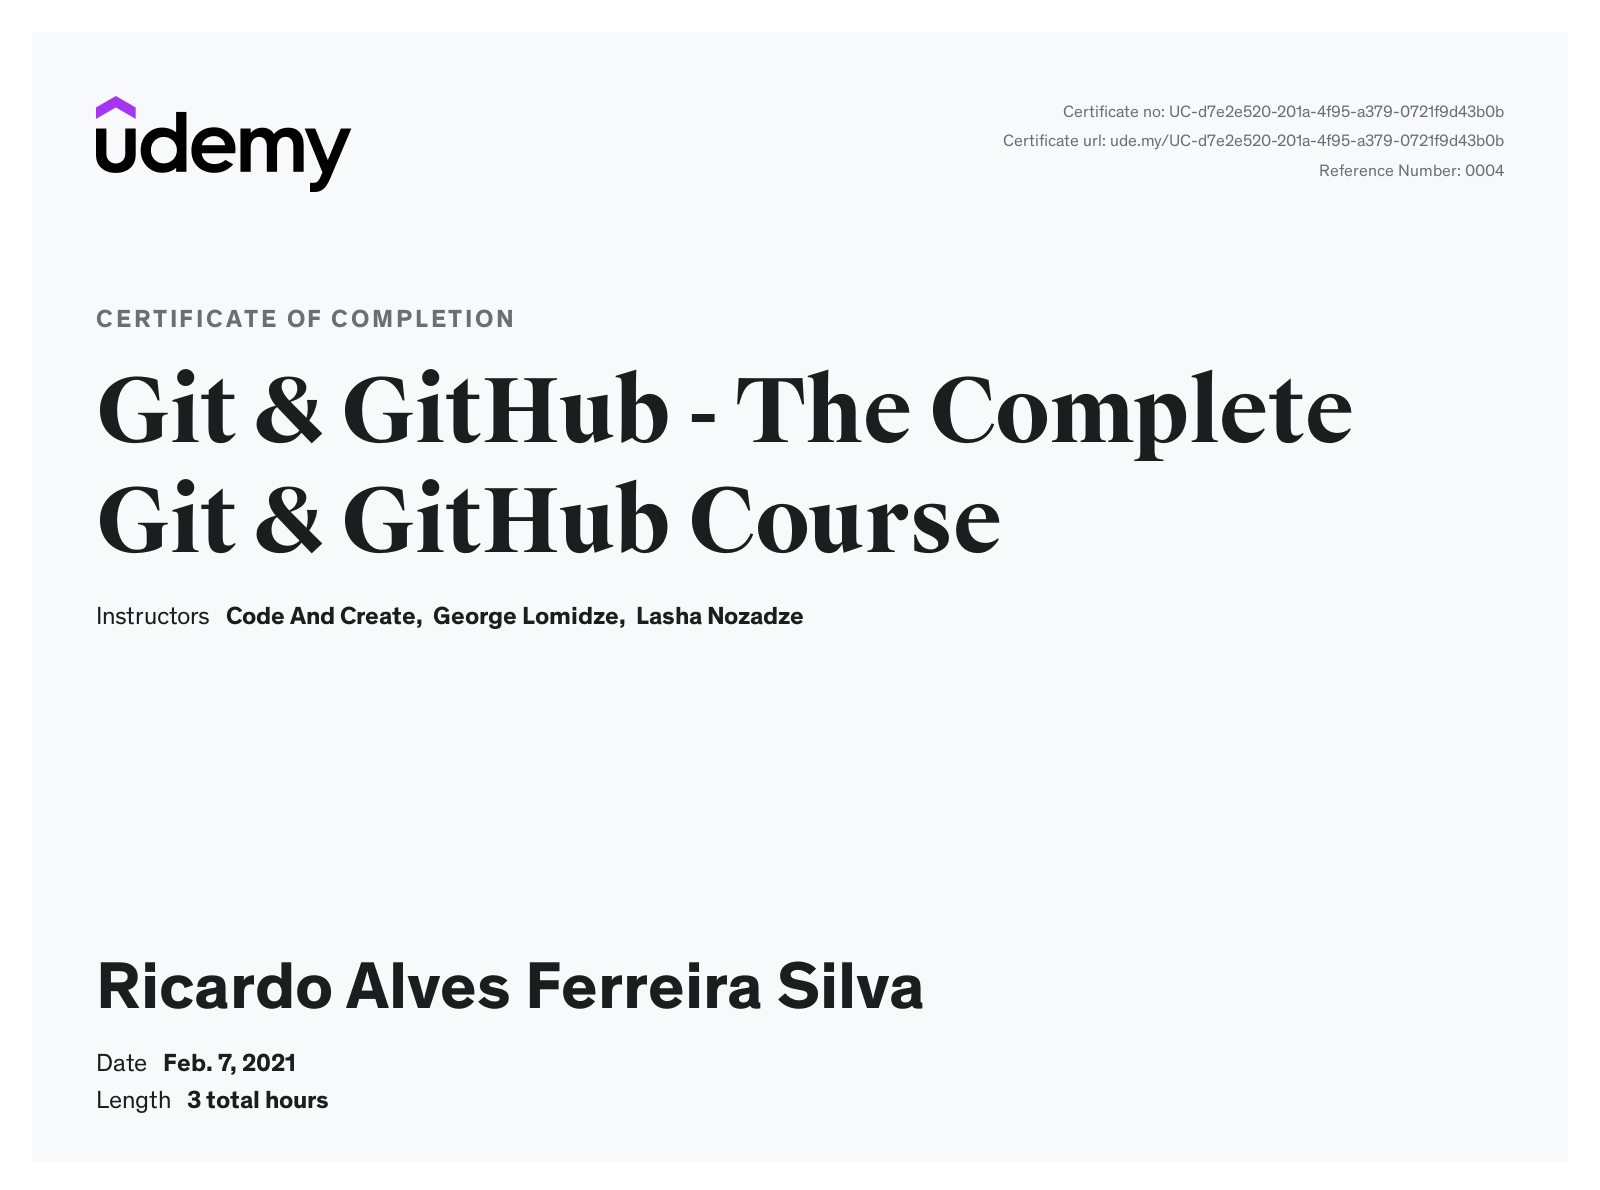 udemy
Certificate no: UC-d7e2e520-201a-4f95-a379-0721f9d43b0b
Certificate url: ude.my/UC-d7e2e520-201a-4f95-a379-0721f9d43b0b
Reference Number: 0004
CERTIFICATE OF COMPLETION
Git & GitHub - The Complete
Git & GitHub Course
Instructors Code And Create, George Lomidze, Lasha Nozadze
Ricardo Alves Ferreira Silva
Date Feb. 7, 2021
Length 3 total hours